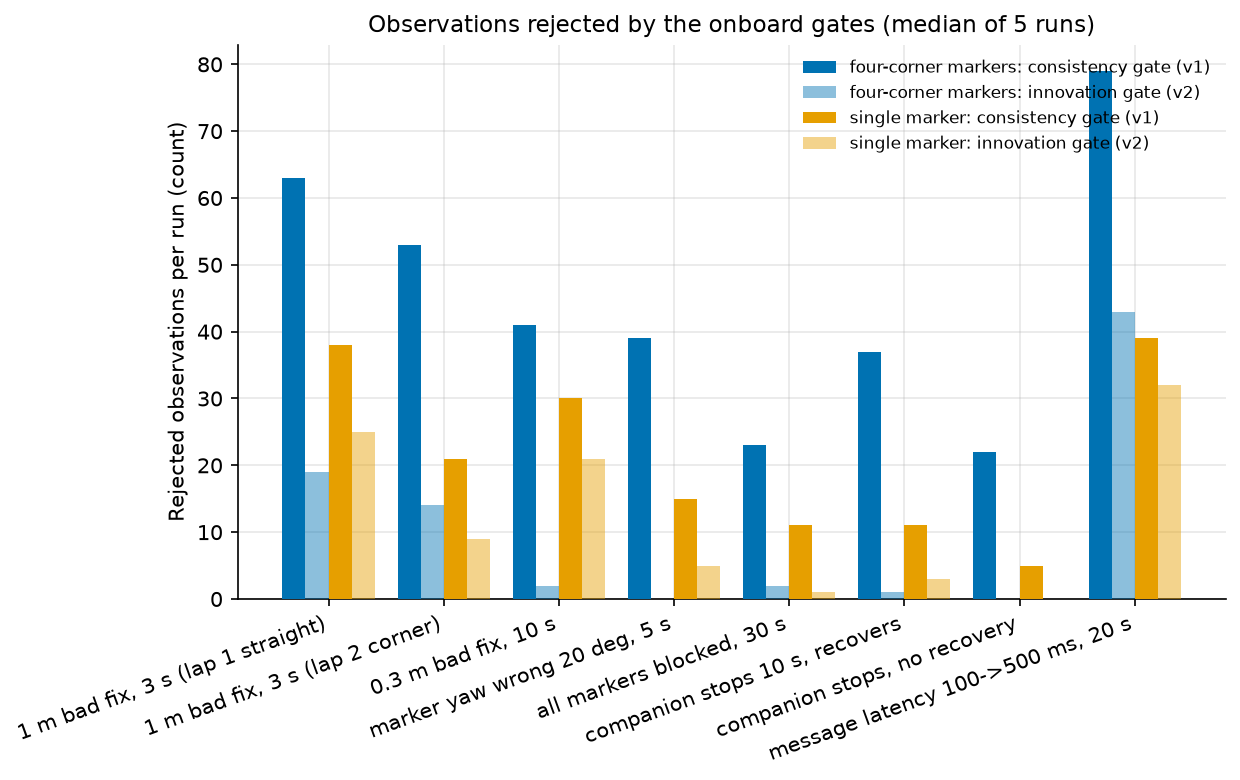 Observations rejected by the onboard gates (median of 5 runs)
four-corner markers: consistency gate (v1)
four-corner markers: innovation gate (v2)
single marker: consistency gate (v1)
single marker: innovation gate (v2)
Rejected observations per run (count)
80
70
60
50
40
30
20
10
0
1 m bad fix, 3 s (lap 1 straight)
1 m bad fix, 3 s (lap 2 corner)
0.3 m bad fix, 10 s
marker yaw wrong 20 deg, 5 s
all markers blocked, 30 s
companion stops 10 s, recovers
companion stops, no recovery
message latency 100->500 ms, 20 s